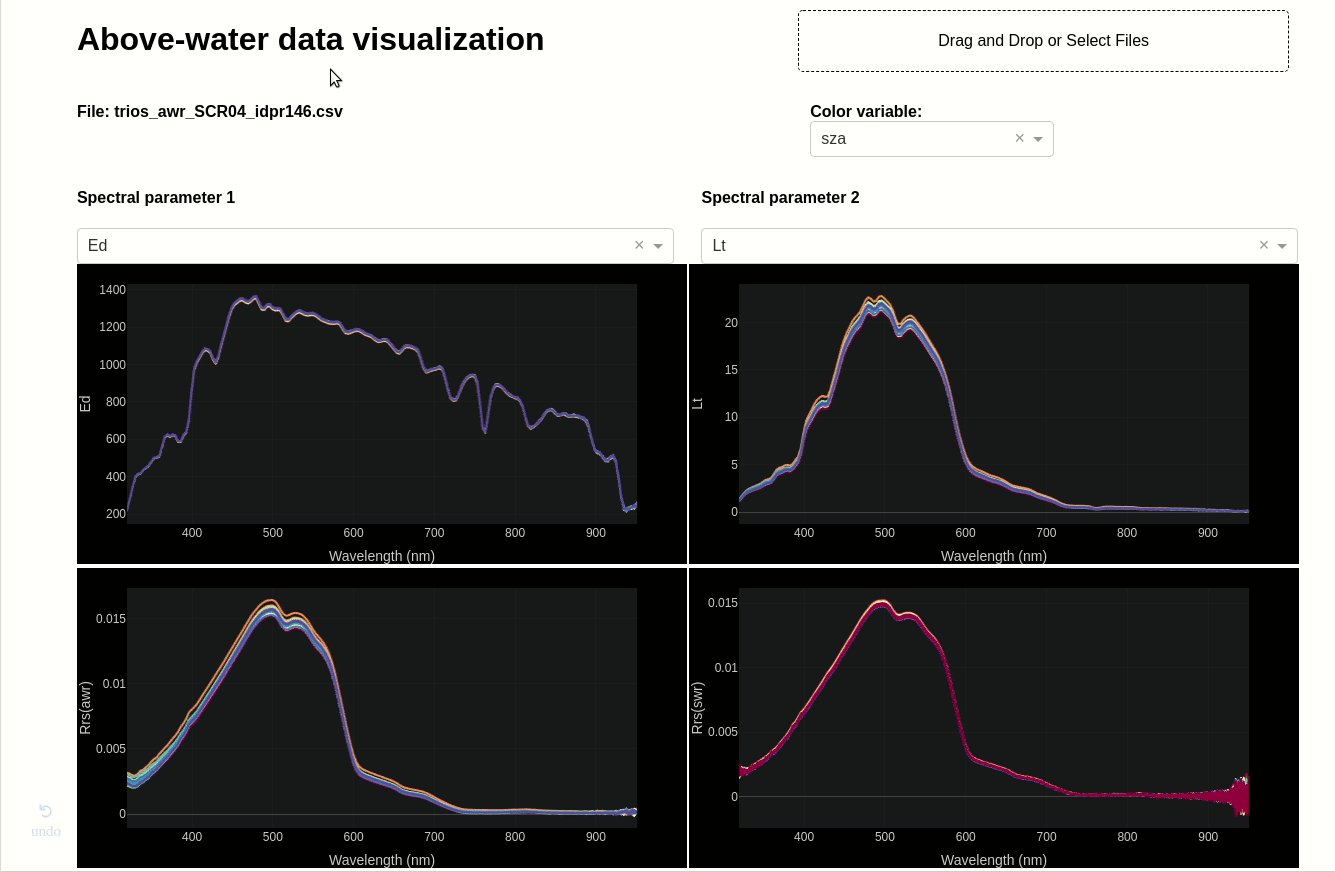 Above-water data visualization
Drag and Drop or Select Files
File: trios_awr_SCR04_idpr146.csv
Color variable:
sza
×
Spectral parameter 1
Spectral parameter 2
Ed
×
Lt
×
1400
1200
1000
800
600
400
200
Ed
400 500 600 700 800 900
Wavelength (nm)
20
15
10
5
0
Lt
400 500 600 700 800 900
Wavelength (nm)
0.015
0.01
0.005
0
Rrs(awr)
400 500 600 700 800 900
Wavelength (nm)
0.015
0.01
0.005
0
Rrs(swr)
400 500 600 700 800 900
Wavelength (nm)
undo